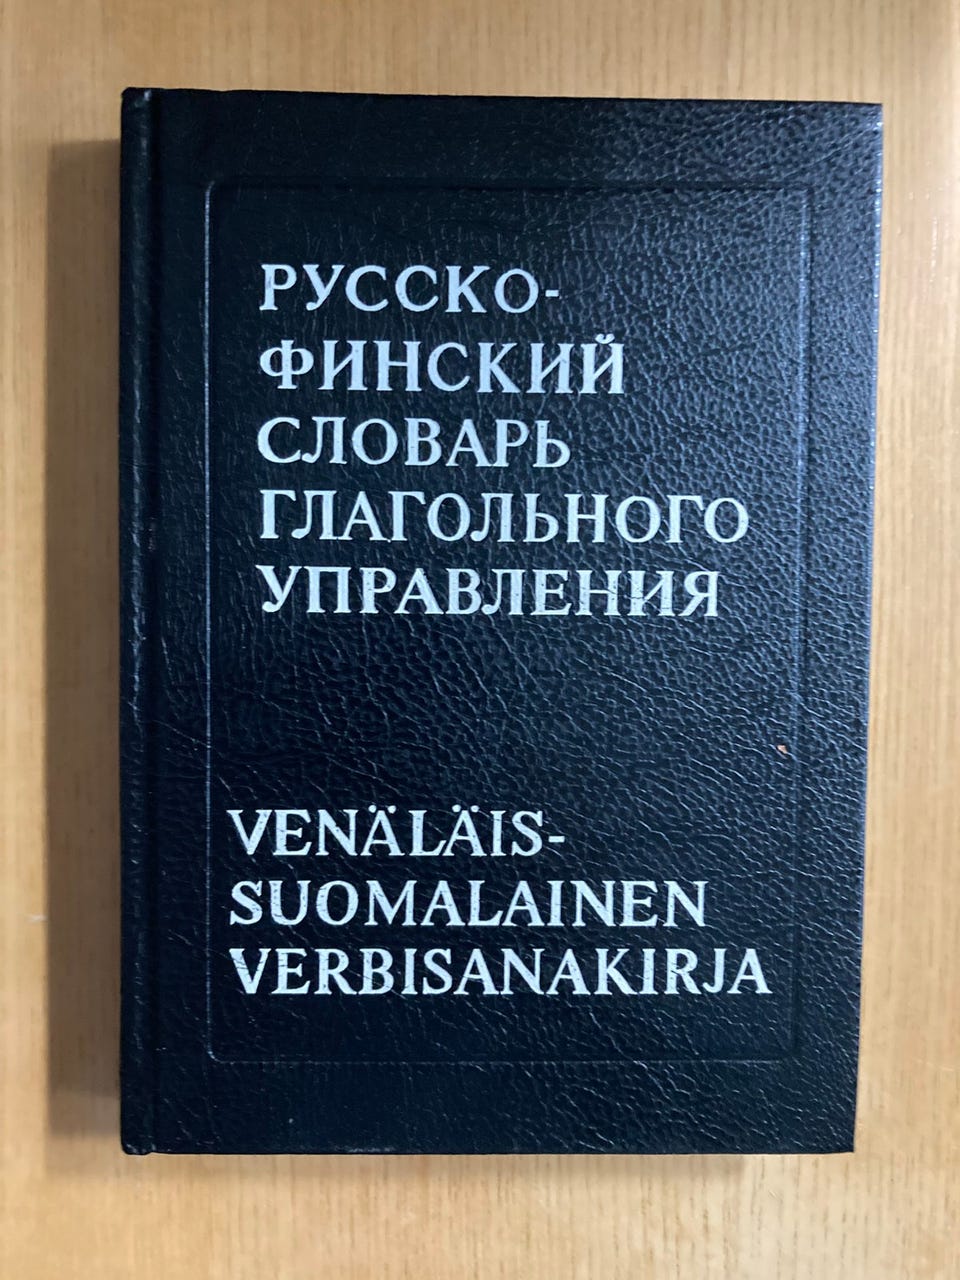 РУССКО-
ФИНСКИЙ
СЛОВАРЬ
ГЛАГОЛЬНОГО
УПРАВЛЕНИЯ
VENÄLÄIS-
SUOMALAINEN
VERBISANAKIRJA